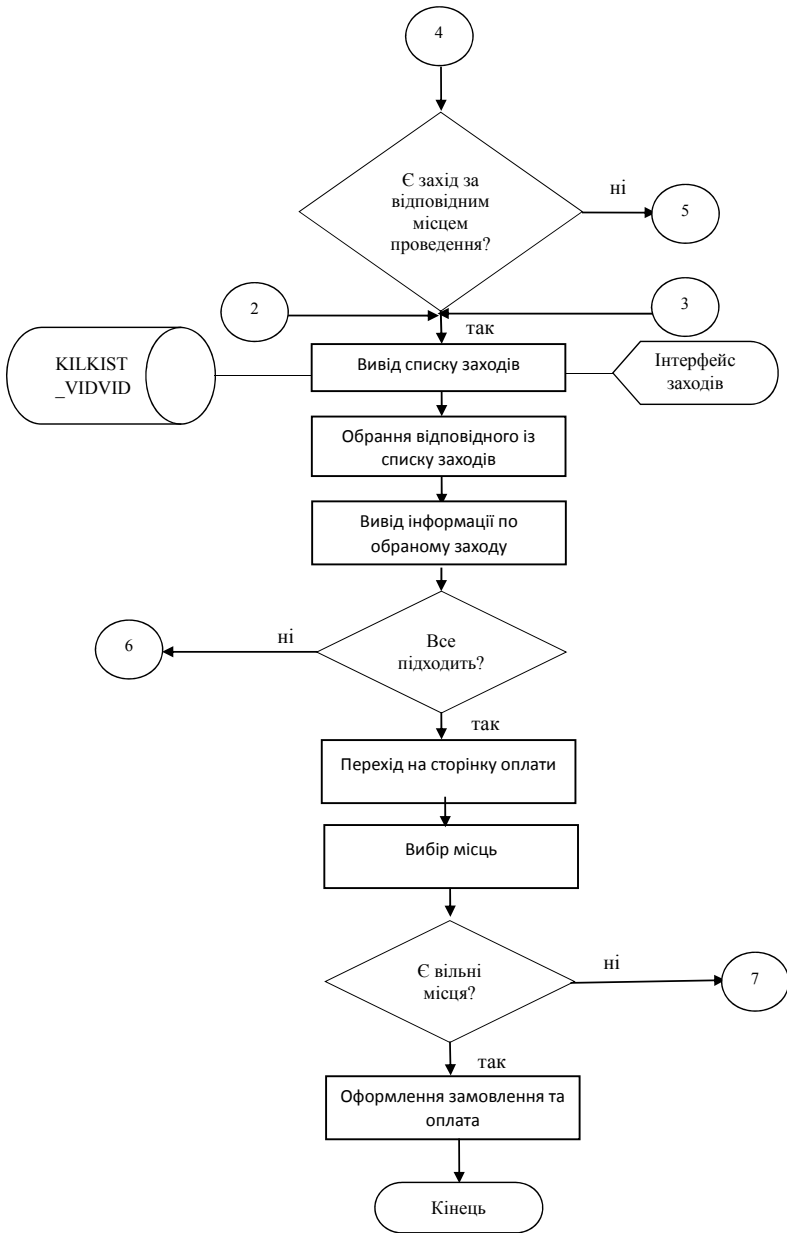 4
Є захід за
відповідним
місцем
проведення?
ні
5
2
3
так
KILKIST
_VIDVID
Вивід списку заходів
Інтерфейс
заходів
Обрання відповідного із
списку заходів
Вивід інформації по
обраному заходу
6
ні
Все
підходить?
так
Перехід на сторінку оплати
Вибір місць
Є вільні
місця?
ні
7
так
Оформлення замовлення та
оплата
Кінець